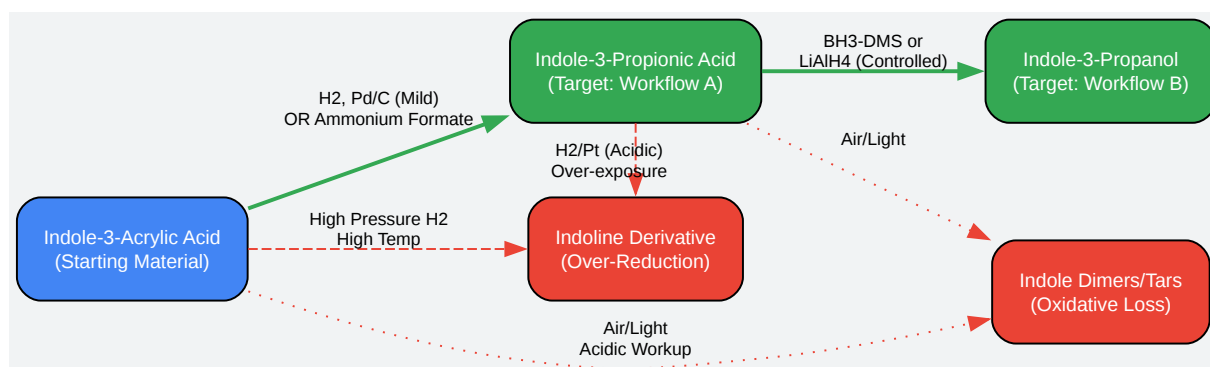 Indole-3-Propionic Acid
(Target: Workflow A)
BH3-DMS or
LiAlH4 (Controlled)
Indole-3-Propanol
(Target: Workflow B)
H2, Pd/C (Mild)
OR Ammonium Formate
H2/Pt (Acidic)
Over-exposure
Air/Light
Indole-3-Acrylic Acid
(Starting Material)
High Pressure H2
High Temp
Indoline Derivative
(Over-Reduction)
Indole Dimers/Tars
(Oxidative Loss)
Air/Light
Acidic Workup